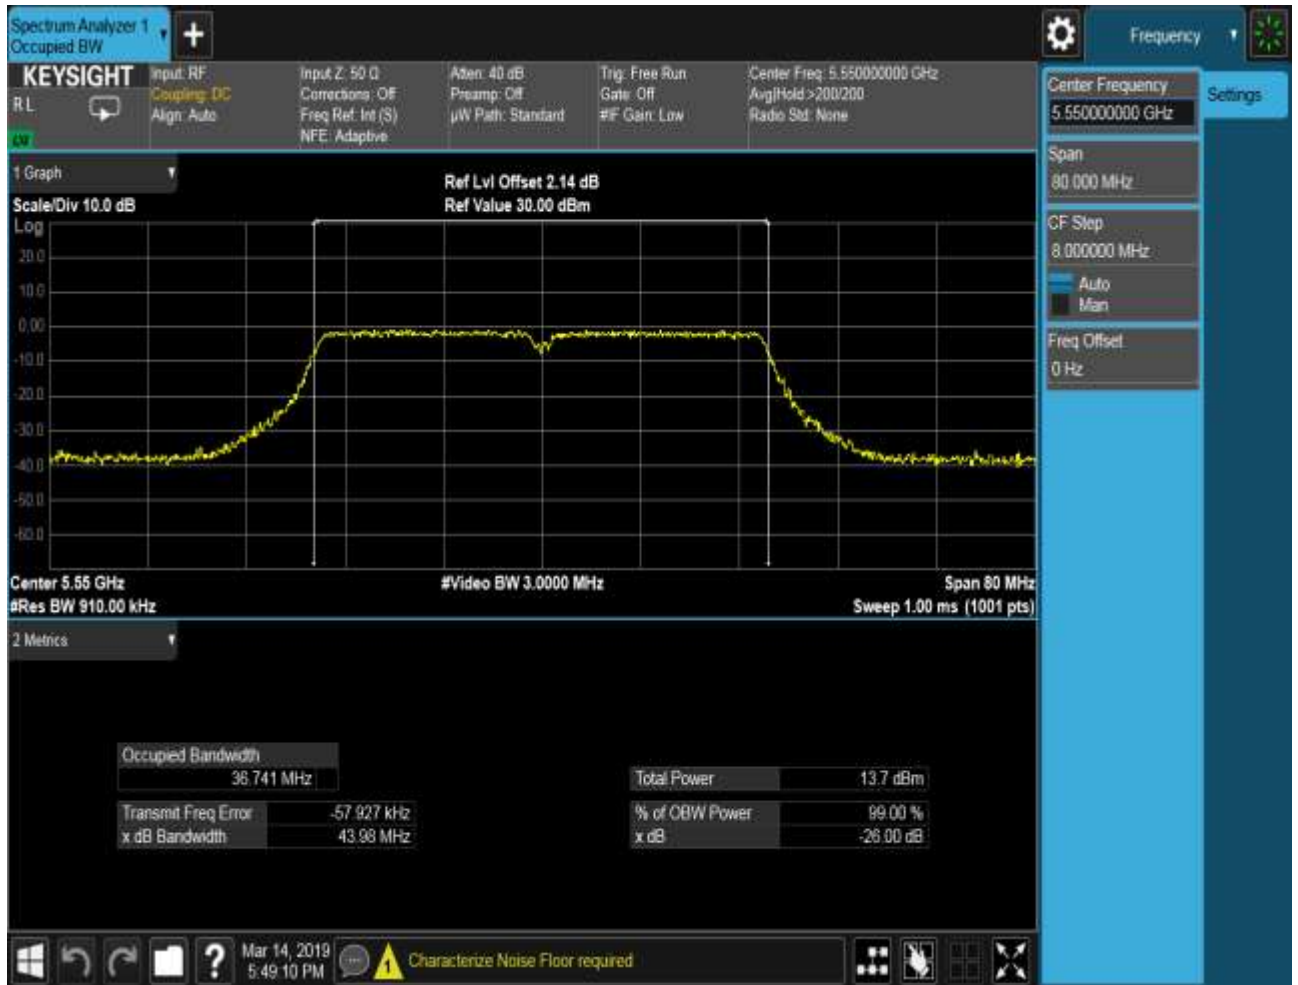 Spectrum Analyzer 1
Occupied BW
Frequency
KEYSIGHT
RL
Input: RF
Coupling: DC
Align: Auto
Input Z: 50 Ω
Corrections: Off
Freq Ref: Int (S)
NFE: Adaptive
Atten: 40 dB
Preamp: Off
µW Path: Standard
Trig: Free Run
Gate: Off
#IF Gain: Low
Center Freq: 5.550000000 GHz
Avg|Hold:>200/200
Radio Std: None
Center Frequency
5.550000000 GHz
Settings
Span
80.000 MHz
CF Step
8.000000 MHz
Auto
Man
Freq Offset
0 Hz
1 Graph
Scale/Div 10.0 dB
Ref Lvl Offset 2.14 dB
Ref Value 30.00 dBm
Log
20.0
10.0
0.00
-10.0
-20.0
-30.0
-40.0
-50.0
-60.0
Center 5.55 GHz
#Video BW 3.0000 MHz
Span 80 MHz
#Res BW 910.00 kHz
Sweep 1.00 ms (1001 pts)
2 Metrics
Occupied Bandwidth
36.741 MHz
Total Power 13.7 dBm
Transmit Freq Error -57.927 kHz
% of OBW Power 99.00 %
x dB Bandwidth 43.98 MHz
x dB -26.00 dB
?
Mar 14, 2019
5:49:10 PM
1
Characterize Noise Floor required